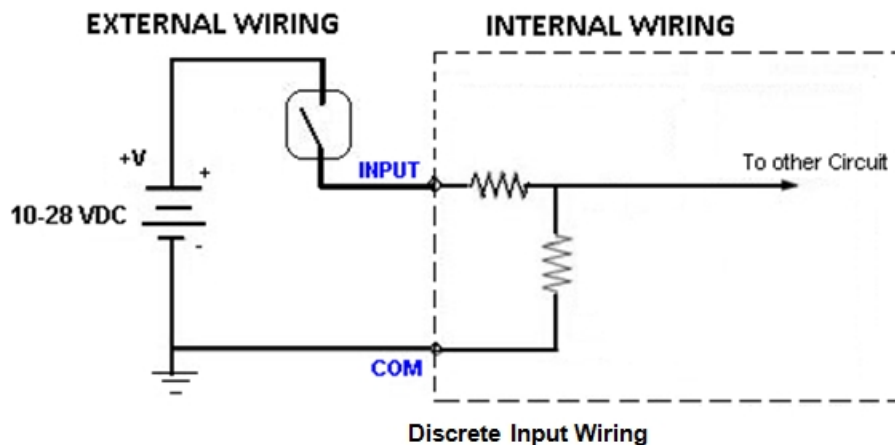 EXTERNAL WIRING
INTERNAL WIRING
+V
+
INPUT
To other Circuit
10-28 VDC
-
COM
Discrete Input Wiring